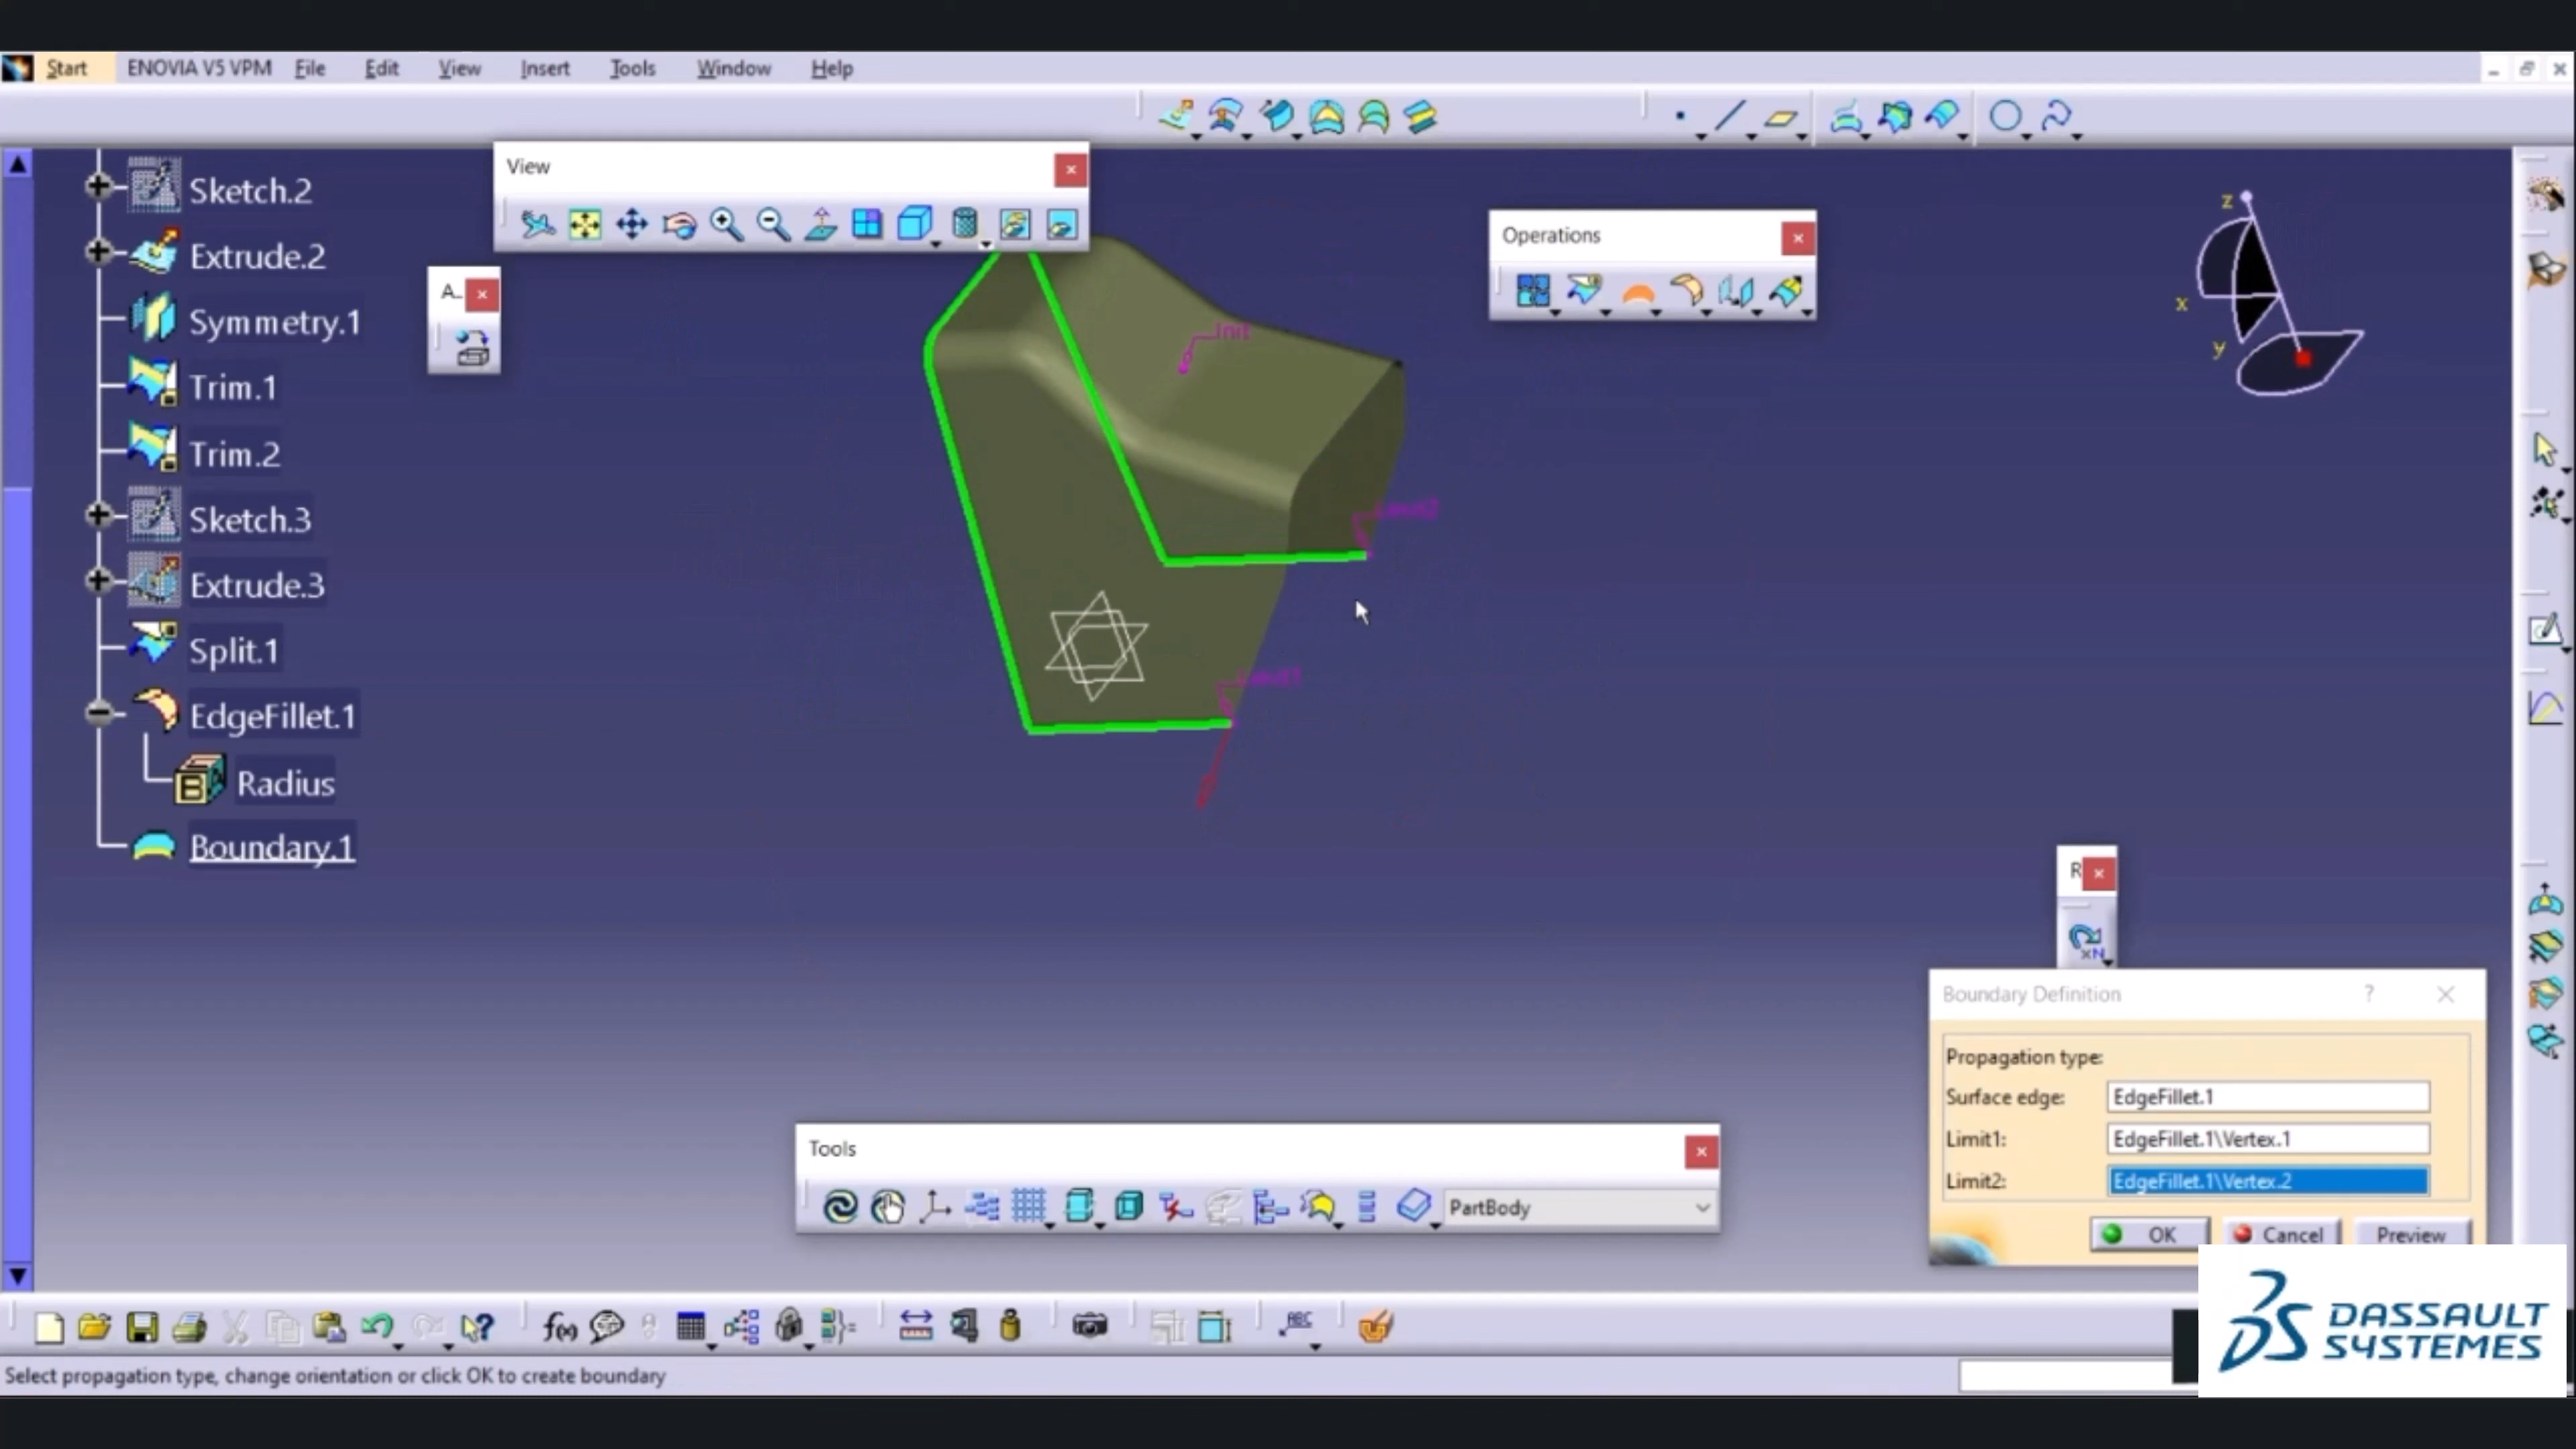 Start ENOVIA V5 VPM File Edit View Insert Tools Window Help
View
Sketch.2
Extrude.2
A..
Symmetry.1
Trim.1
Trim.2
Sketch.3
Extrude.3
Split.1
EdgeFillet.1
Radius
Boundary.1
Operations
z
x
y
Init
Limit2
Limit1
R
Boundary Definition ?
Propagation type:
Surface edge: EdgeFillet.1
Limit1: EdgeFillet.1\Vertex.1
Limit2: EdgeFillet.1\Vertex.2
OK Cancel Preview
Tools
PartBody
Select propagation type, change orientation or click OK to create boundary
DASSAULT
SYSTEMES